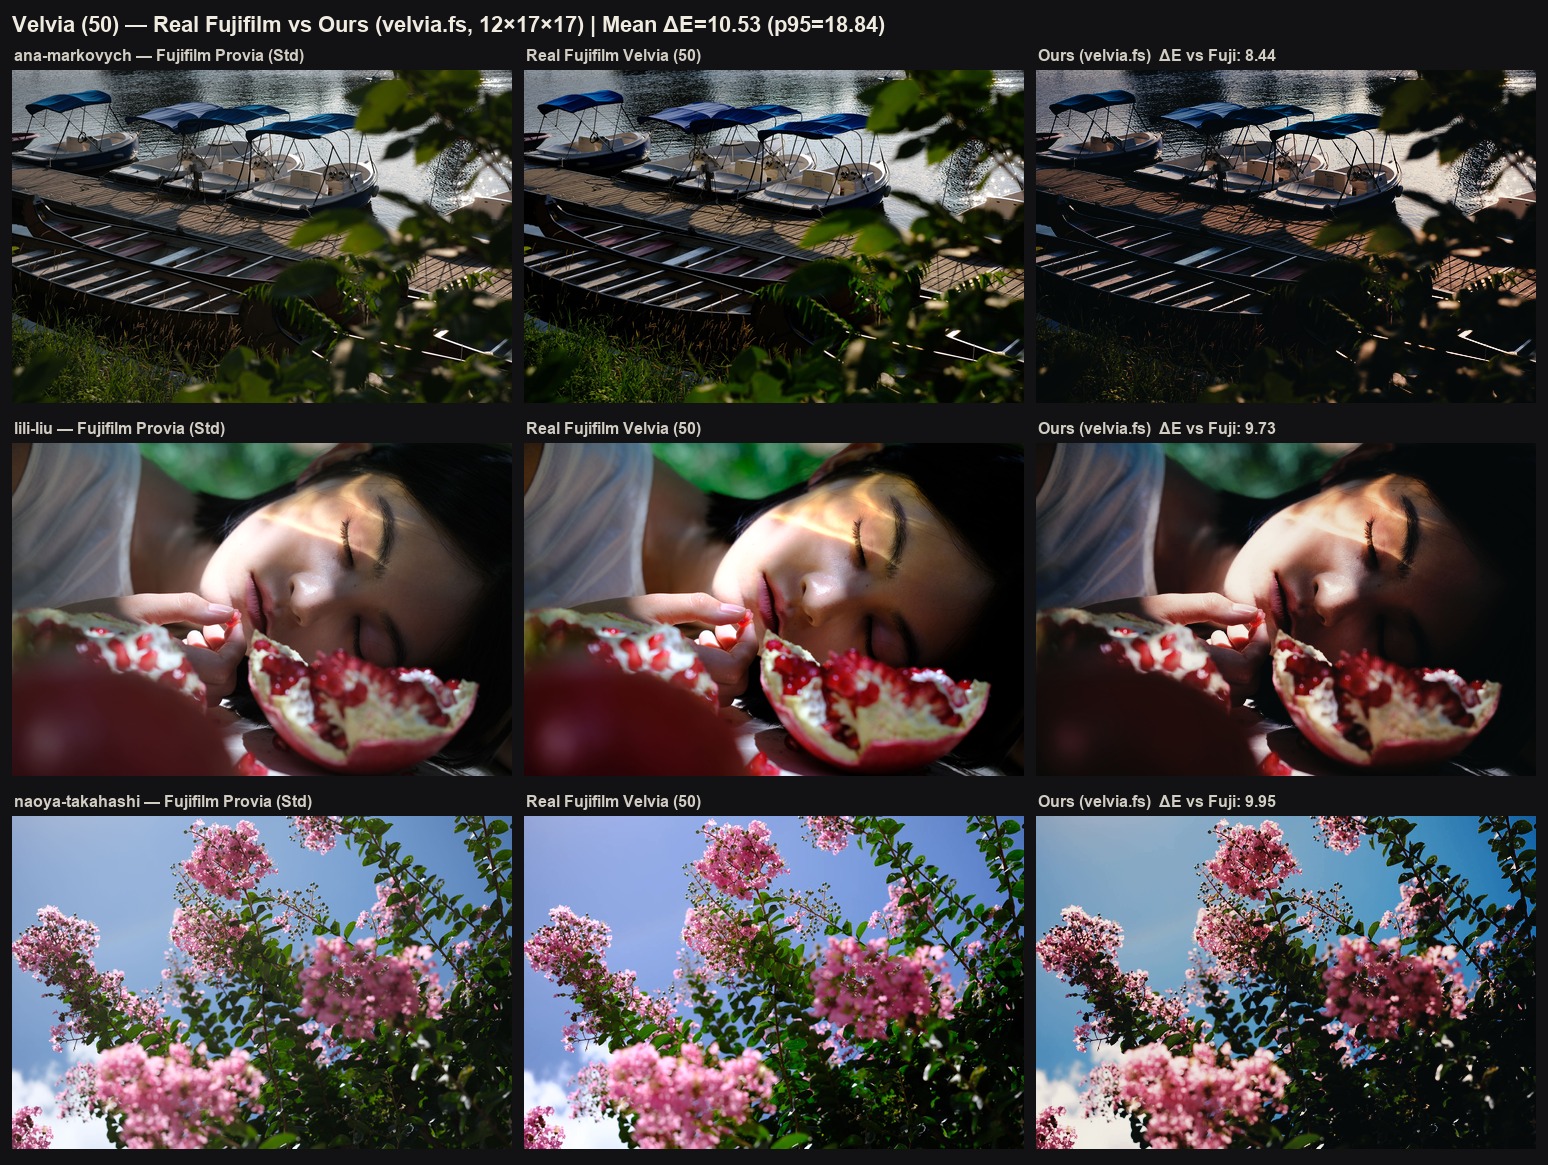 Velvia (50) — Real Fujifilm vs Ours (velvia.fs, 12×17×17) | Mean ΔE=10.53 (p95=18.84)
ana-markovych — Fujifilm Provia (Std)
Real Fujifilm Velvia (50)
Ours (velvia.fs) ΔE vs Fuji: 8.44
lili-liu — Fujifilm Provia (Std)
Real Fujifilm Velvia (50)
Ours (velvia.fs) ΔE vs Fuji: 9.73
naoya-takahashi — Fujifilm Provia (Std)
Real Fujifilm Velvia (50)
Ours (velvia.fs) ΔE vs Fuji: 9.95